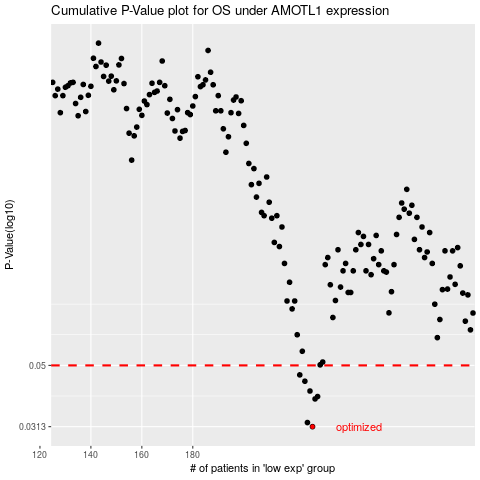 Cumulative P-Value plot for OS under AMOTL1 expression
P-Value(log10)
0.05
0.0313
optimized
120
140
160
180
# of patients in 'low exp' group